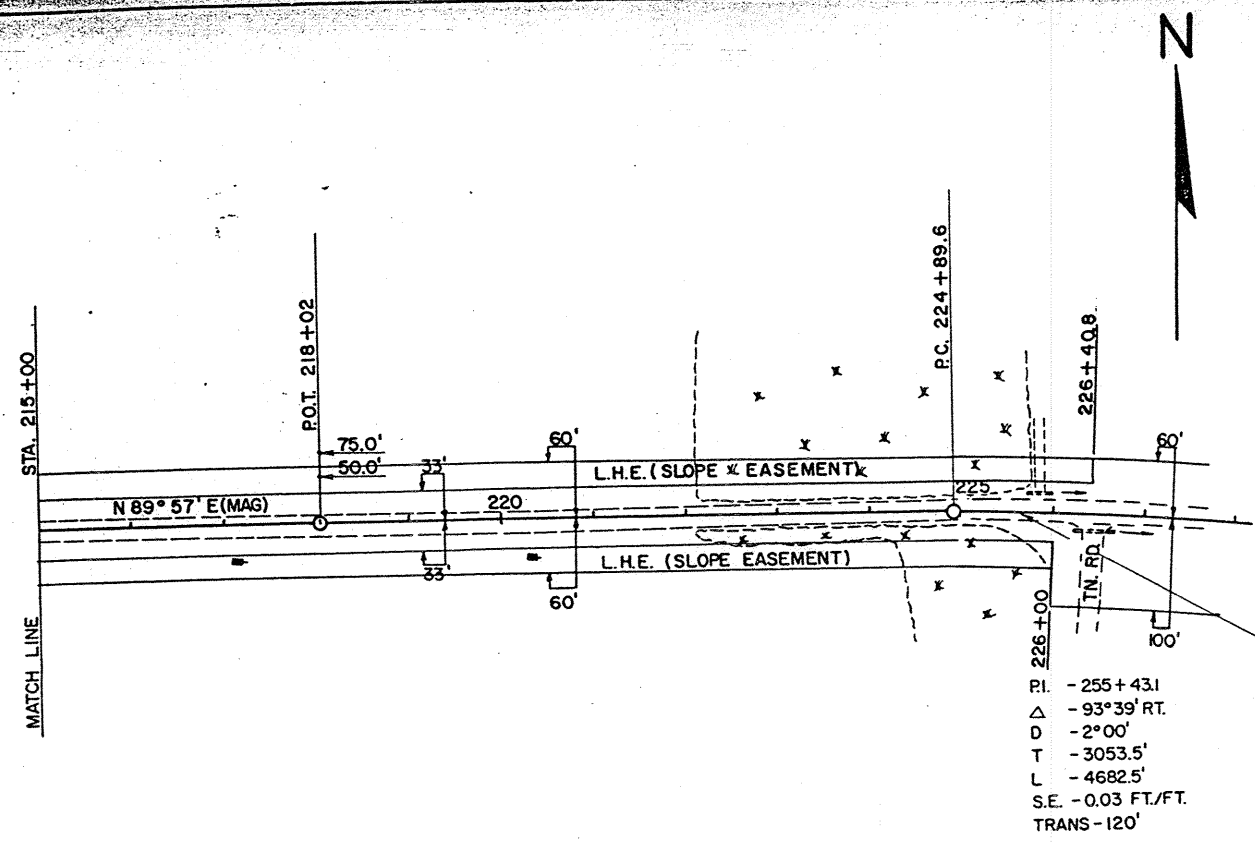 N
STA. 215+00
MATCH LINE
P.O.T. 218+02
75.0'
50.0'
33'
60'
P.C. 224+89.6
226+40.8
60'
L.H.E. (SLOPE EASEMENT)
N 89° 57' E(MAG)
220
225
33'
60'
L.H.E. (SLOPE EASEMENT)
TN. RD.
226+00
100'
P.I. - 255+43.1
△ - 93°39' RT.
D - 2°00'
T - 3053.5'
L - 4682.5'
S.E. - 0.03 FT./FT.
TRANS - 120'